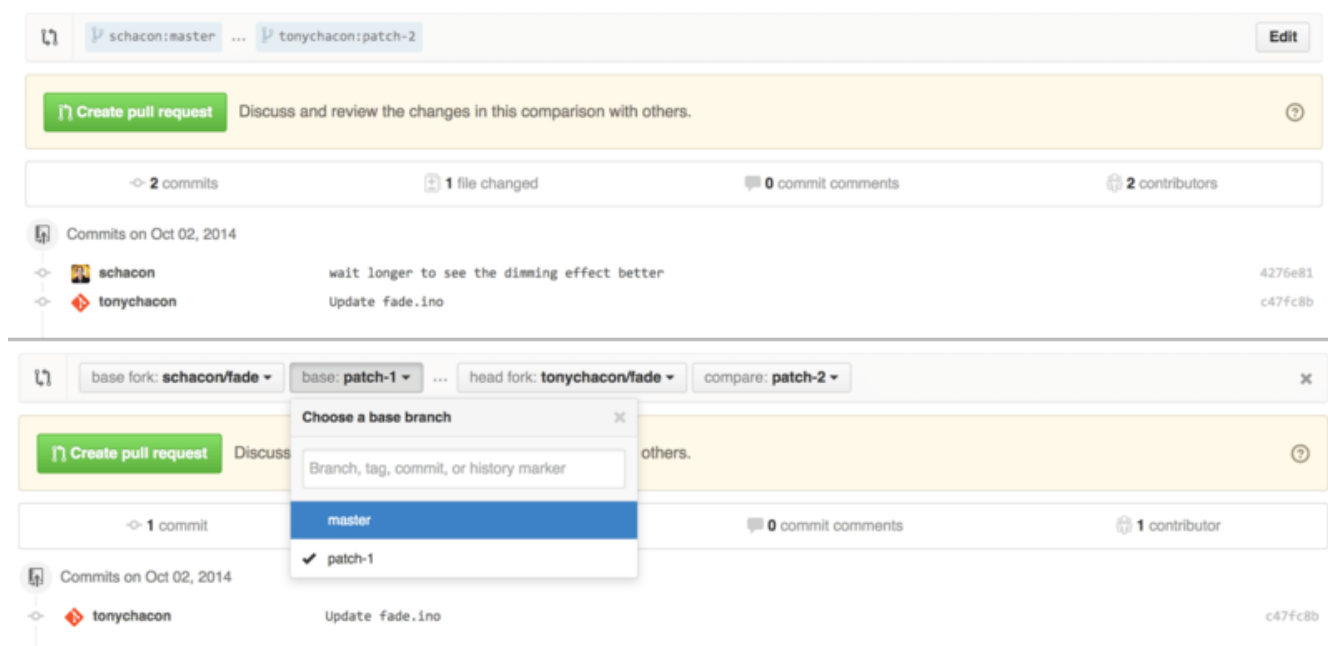 schacon:master ... tonychacon:patch-2 Edit
Create pull request Discuss and review the changes in this comparison with others.
2 commits 1 file changed 0 commit comments 2 contributors
Commits on Oct 02, 2014
schacon wait longer to see the dimming effect better 4276e81
tonychacon Update fade.ino c47fc8b
base fork: schacon/fade base: patch-1 ... head fork: tonychacon/fade compare: patch-2
Choose a base branch
Create pull request Discuss others.
Branch, tag, commit, or history marker
1 commit master 0 commit comments 1 contributor
patch-1
Commits on Oct 02, 2014
tonychacon Update fade.ino c47fc8b